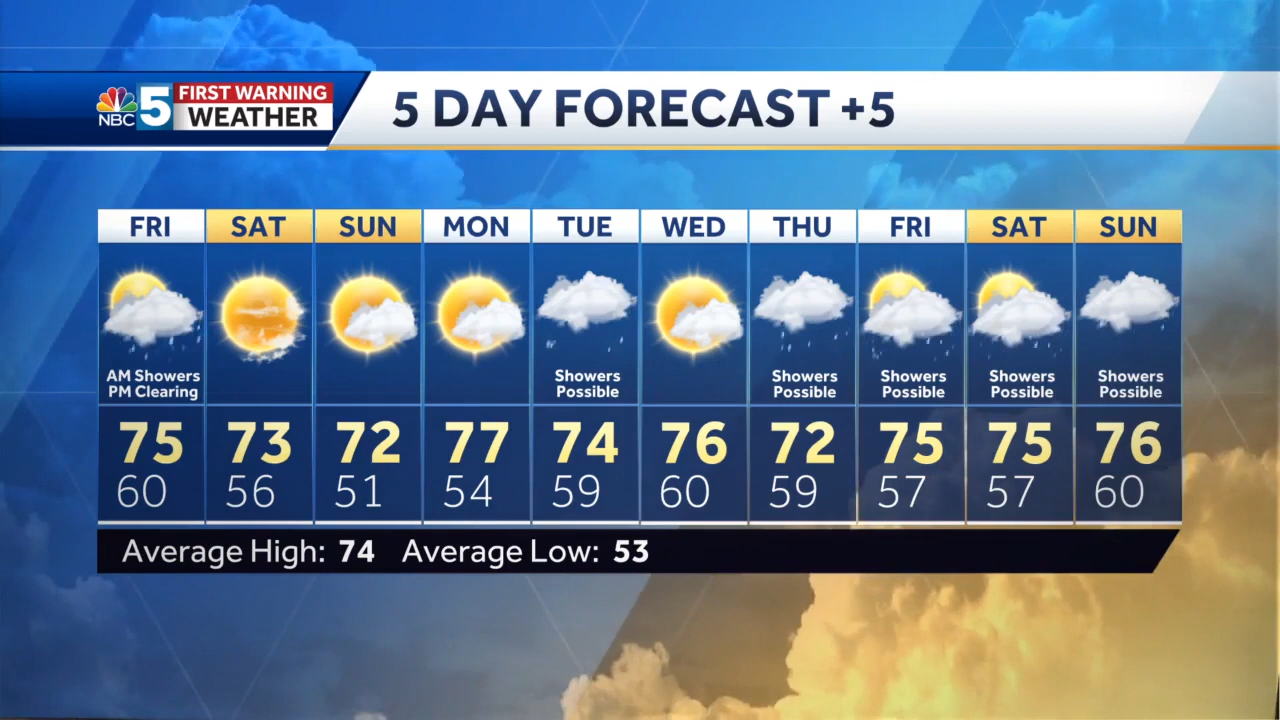 NBC 5 FIRST WARNING
WEATHER
5 DAY FORECAST +5
FRI SAT SUN MON TUE WED THU FRI SAT SUN
AM Showers Showers Showers Showers Showers Showers
PM Clearing Possible Possible Possible Possible Possible
75 73 72 77 74 76 72 75 75 76
60 56 51 54 59 60 59 57 57 60
Average High: 74 Average Low: 53